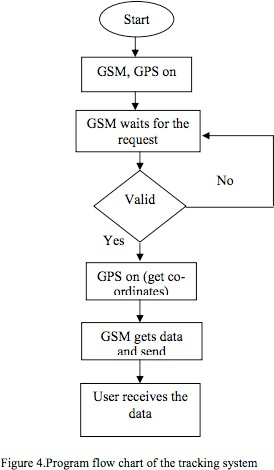 Start
GSM, GPS on
GSM waits for the
request
Valid
No
Yes
GPS on (get co-
ordinates)
GSM gets data
and send
User receives the
data
Figure 4.Program flow chart of the tracking system